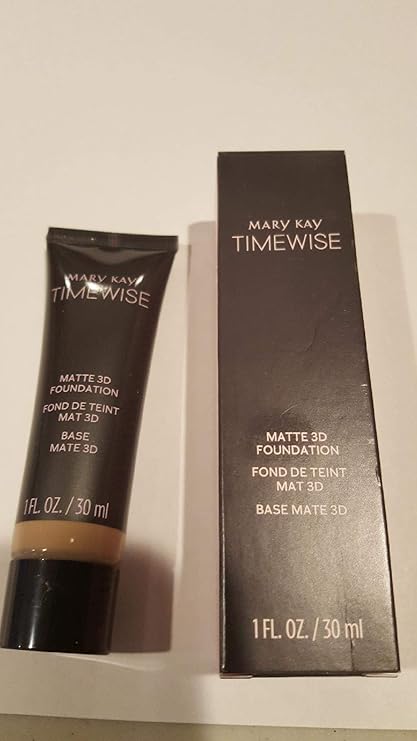 MARY KAY
TIMEWISE
MATTE 3D
FOUNDATION
FOND DE TEINT
MAT 3D
BASE
MATE 3D
1 FL. OZ. / 30 ml
MARY KAY
TIMEWISE
MATTE 3D
FOUNDATION
FOND DE TEINT
MAT 3D
BASE MATE 3D
1 FL. OZ. / 30 ml